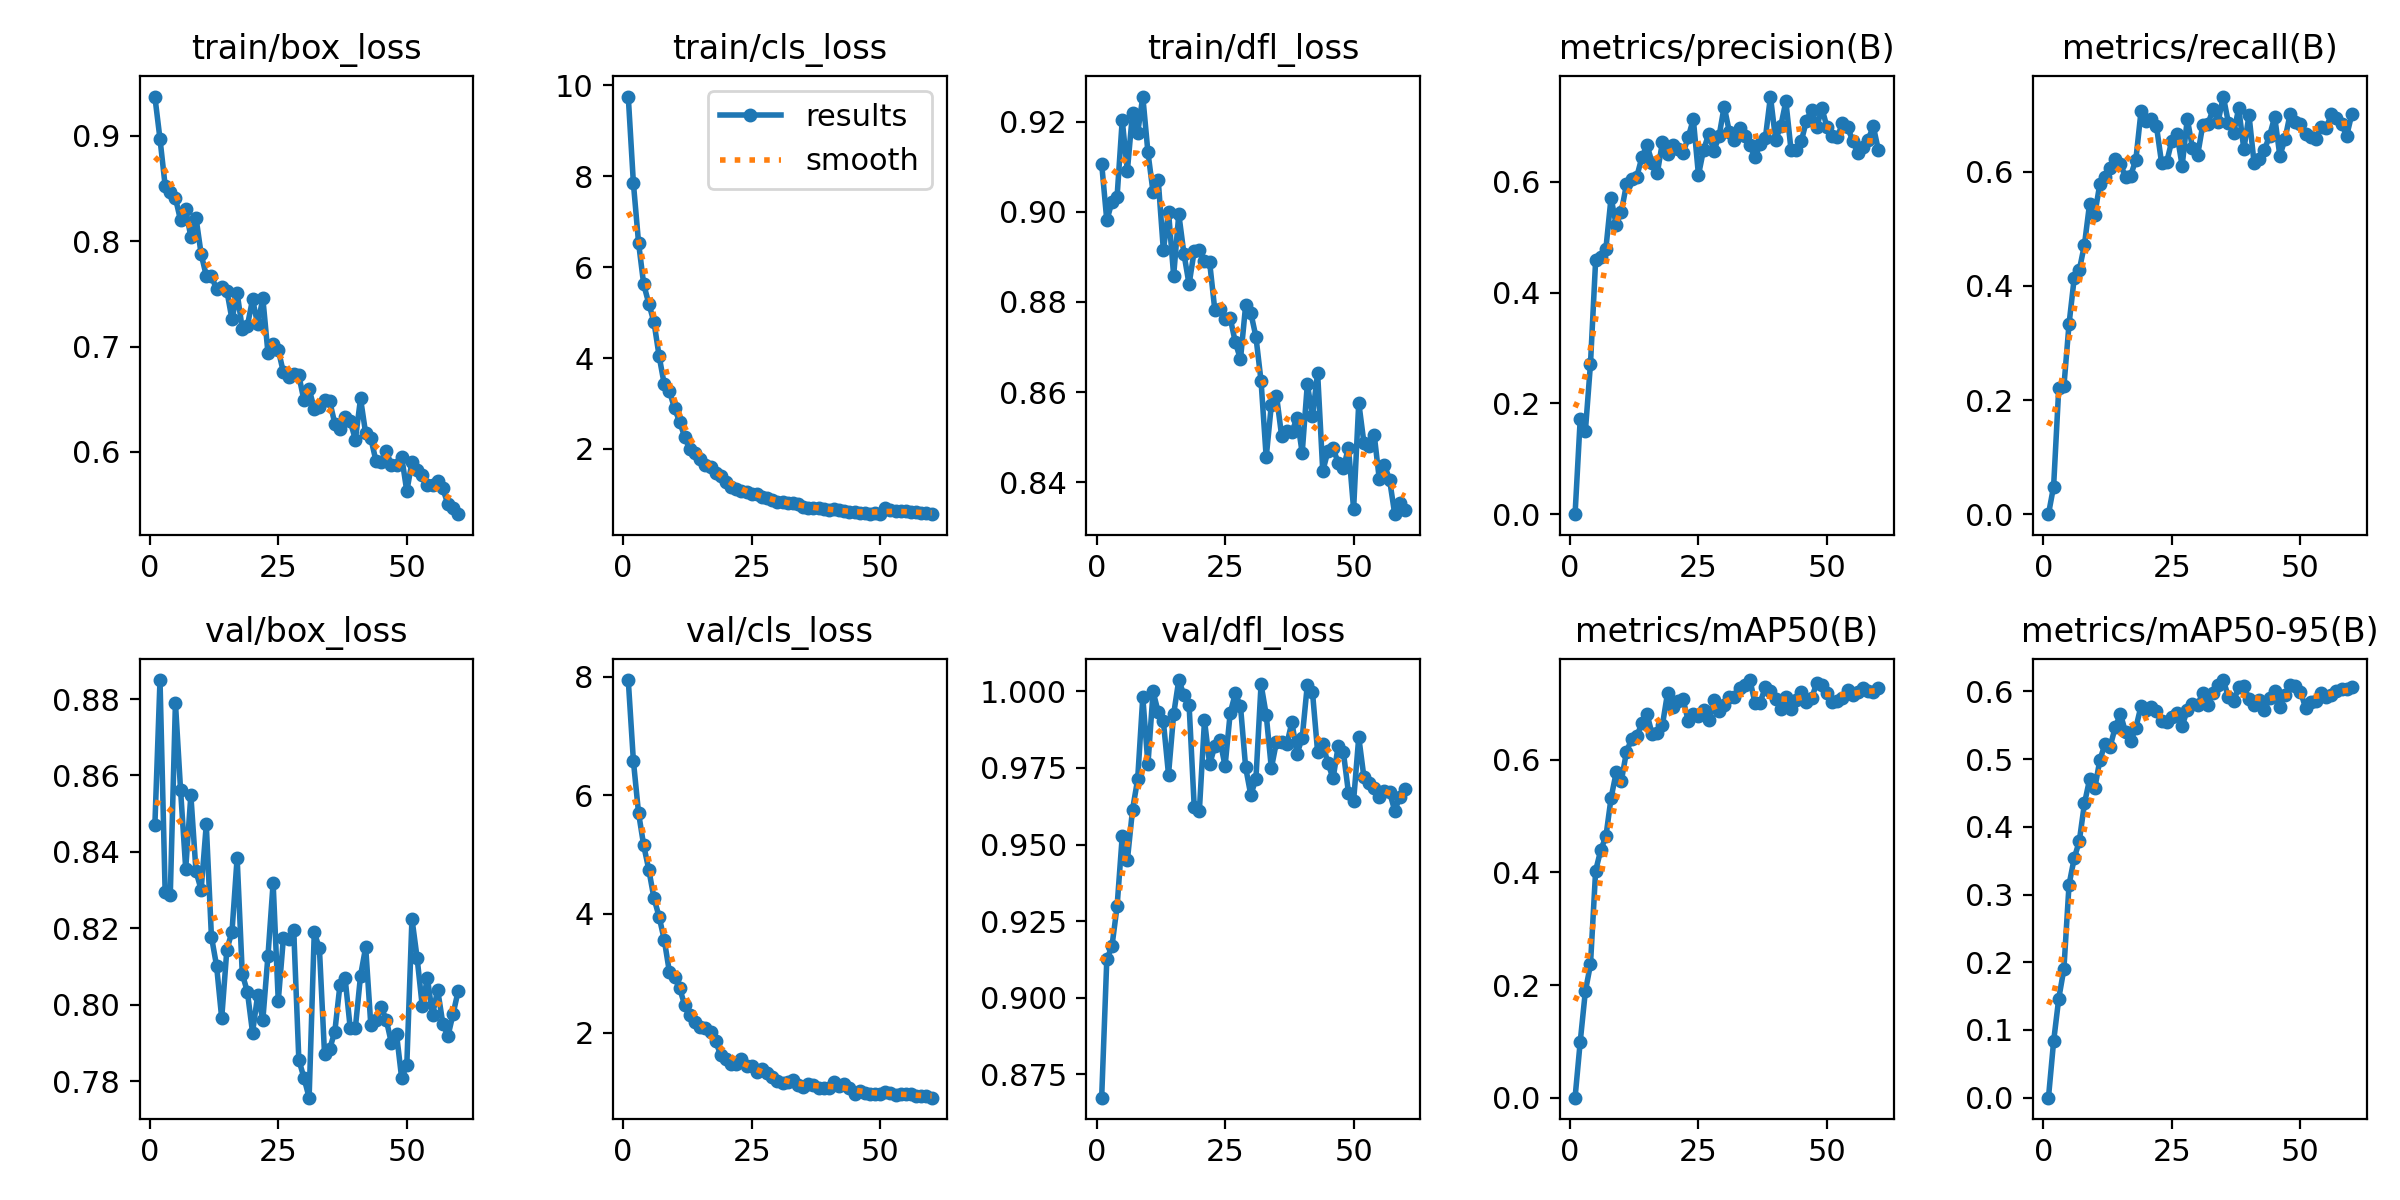 train/box_loss
0.9
0.8
0.7
0.6
0 25 50
train/cls_loss
10
8
6
4
2
0 25 50
results
smooth
train/dfl_loss
0.92
0.90
0.88
0.86
0.84
0 25 50
metrics/precision(B)
0.6
0.4
0.2
0.0
0 25 50
metrics/recall(B)
0.6
0.4
0.2
0.0
0 25 50
val/box_loss
0.88
0.86
0.84
0.82
0.80
0.78
0 25 50
val/cls_loss
8
6
4
2
0 25 50
val/dfl_loss
1.000
0.975
0.950
0.925
0.900
0.875
0 25 50
metrics/mAP50(B)
0.6
0.4
0.2
0.0
0 25 50
metrics/mAP50-95(B)
0.6
0.5
0.4
0.3
0.2
0.1
0.0
0 25 50